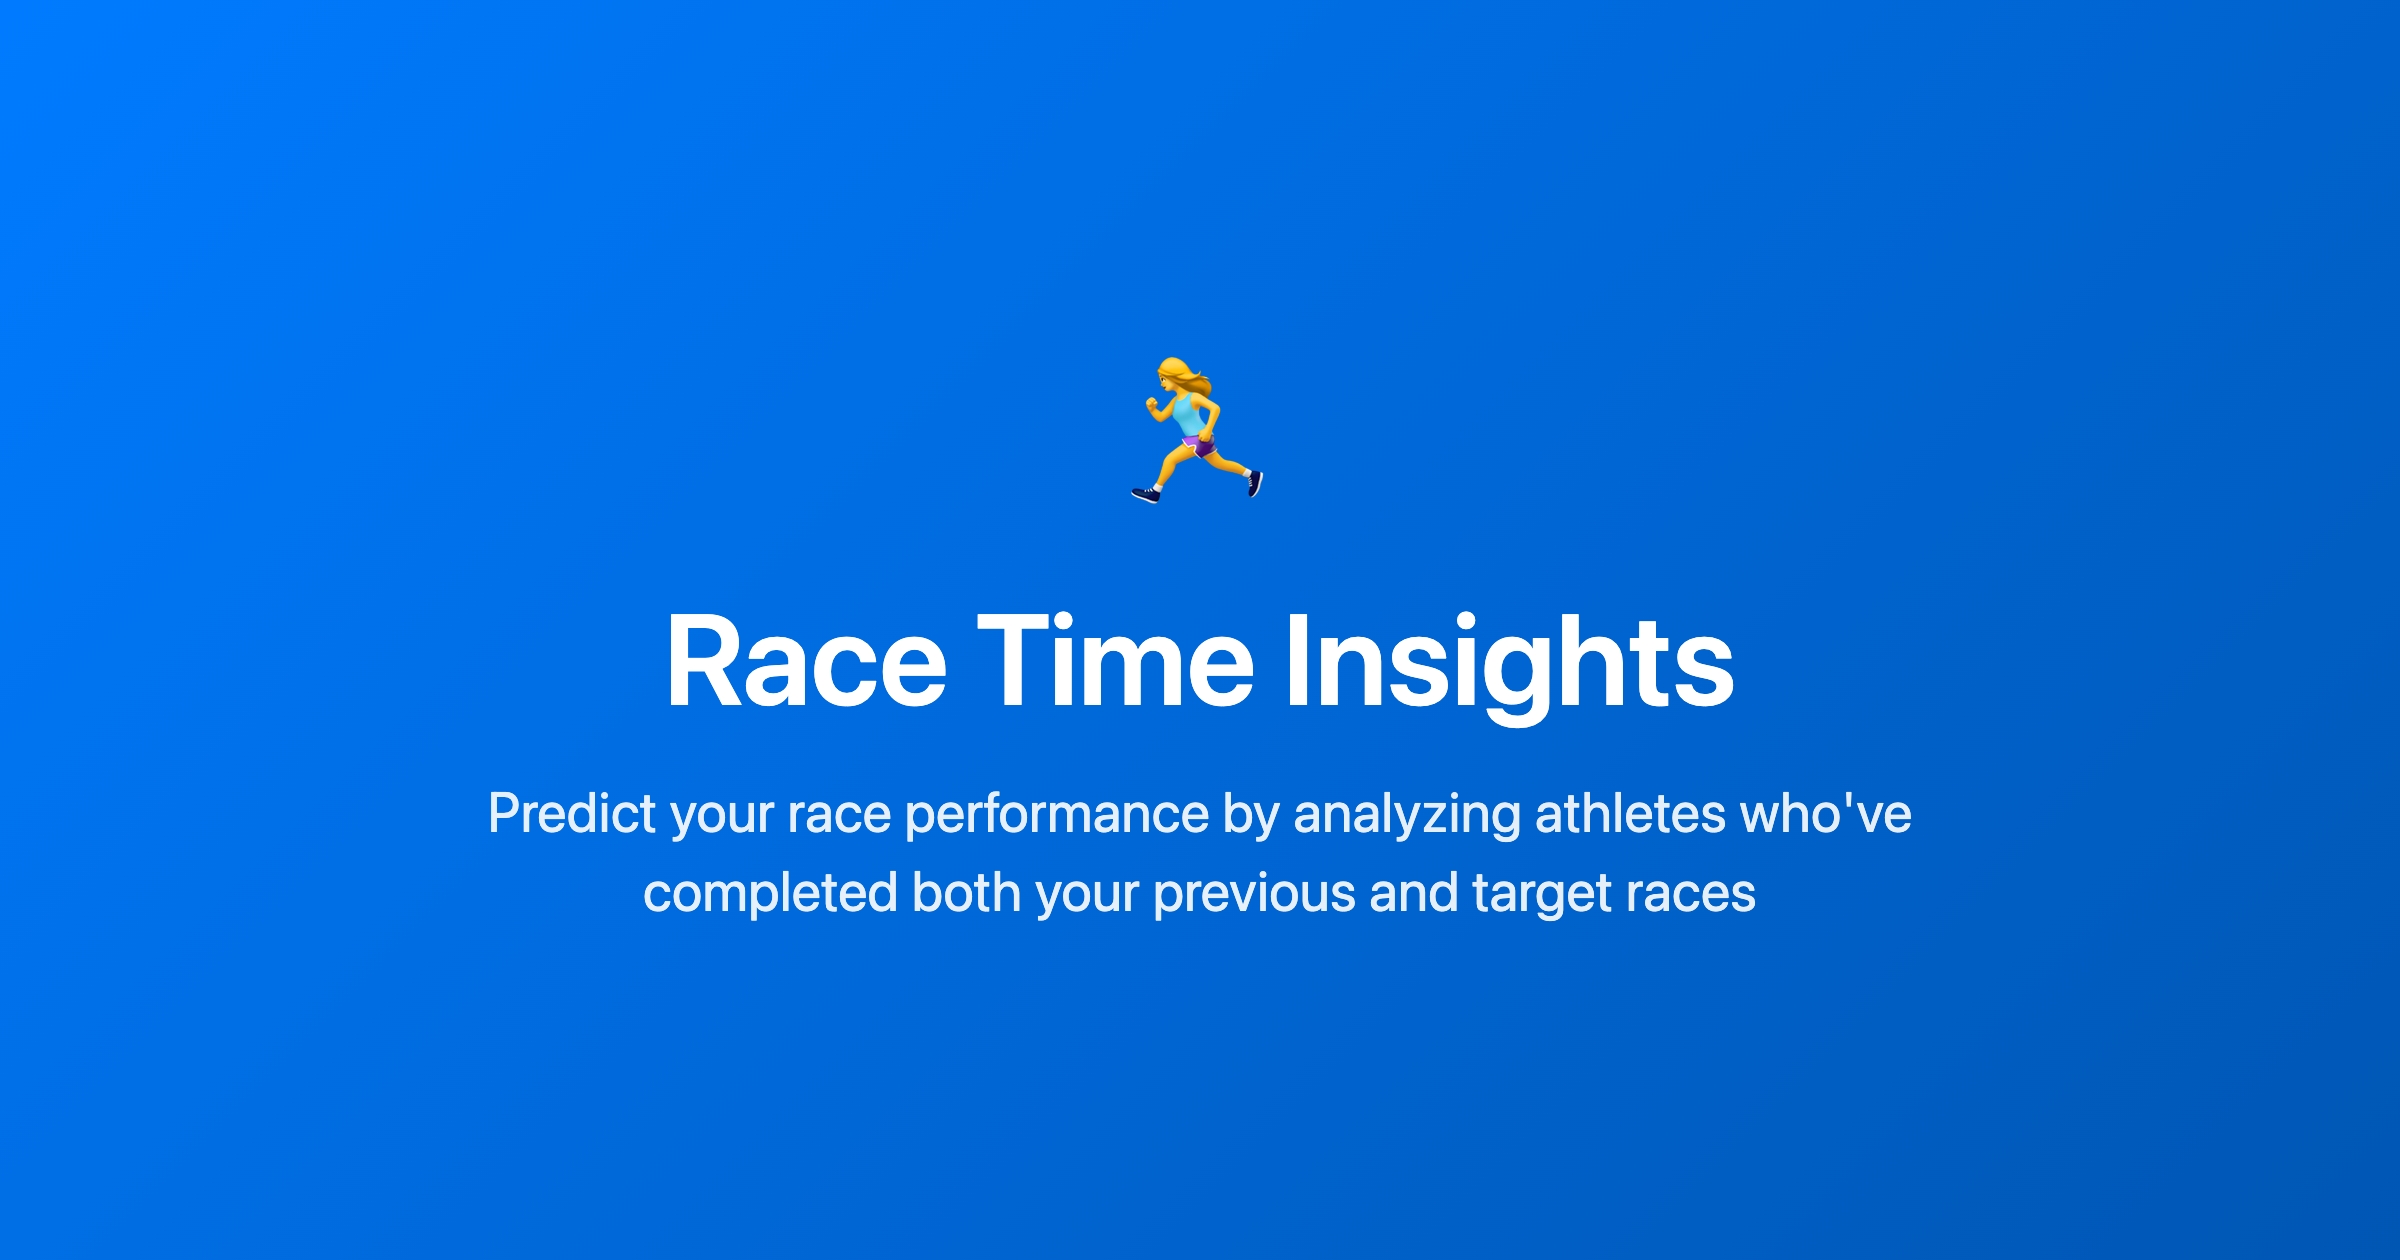 Race Time Insights
Predict your race performance by analyzing athletes who've
completed both your previous and target races